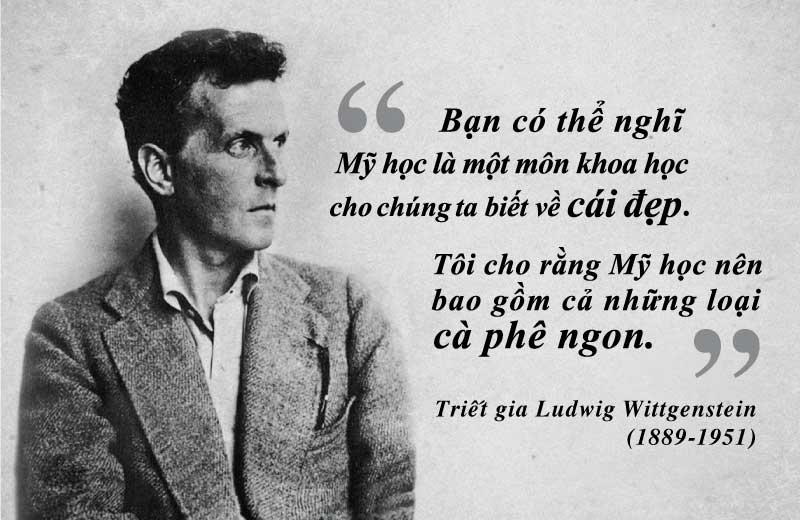 “ Bạn có thể nghĩ
Mỹ học là một môn khoa học
cho chúng ta biết về cái đẹp.
Tôi cho rằng Mỹ học nên
bao gồm cả những loại
cà phê ngon. ”
Triết gia Ludwig Wittgenstein
(1889-1951)